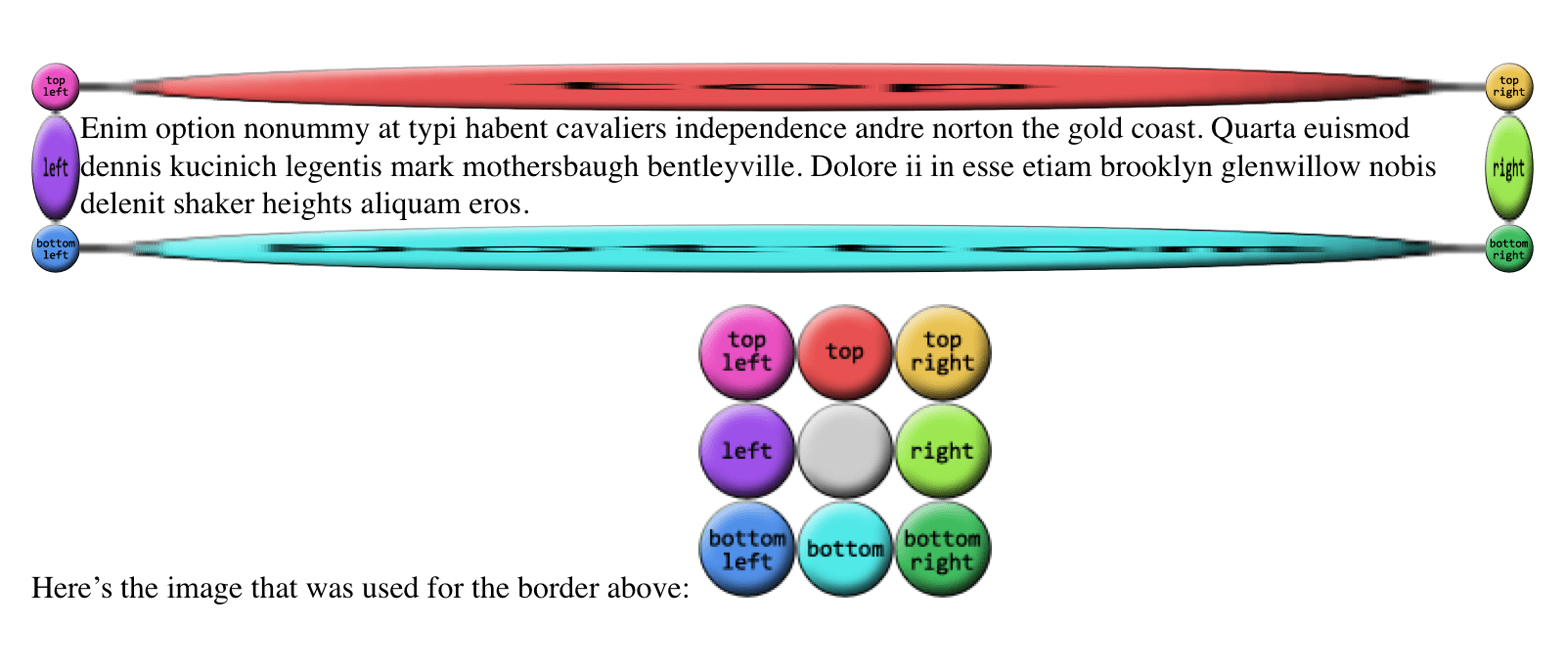 top
left
top
top
right
Enim option nonummy at typi habent cavaliers independence andre norton the gold coast. Quarta euismod
left dennis kucinich legentis mark mothersbaugh bentleyville. Dolore ii in esse etiam brooklyn glenwillow nobis right
delenit shaker heights aliquam eros.
bottom
left
bottom
bottom
right
top
left
top
top
right
left
right
bottom
left
bottom
bottom
right
Here’s the image that was used for the border above: